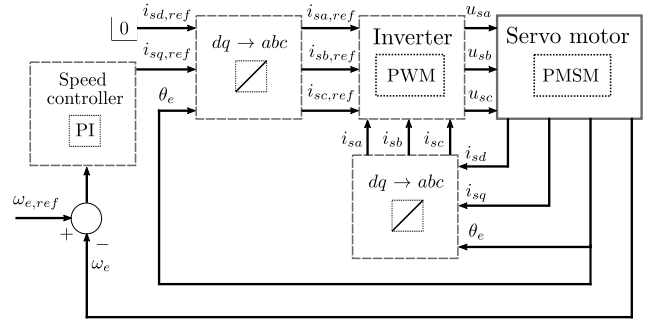 0
i_{sd,ref}
i_{sq,ref}
θ_e
dq → abc
i_{sa,ref}
i_{sb,ref}
i_{sc,ref}
Inverter
PWM
u_{sa}
u_{sb}
u_{sc}
Servo motor
PMSM
Speed
controller
PI
i_{sa}
i_{sb}
i_{sc}
dq → abc
i_{sd}
i_{sq}
θ_e
ω_{e,ref}
+
−
ω_e